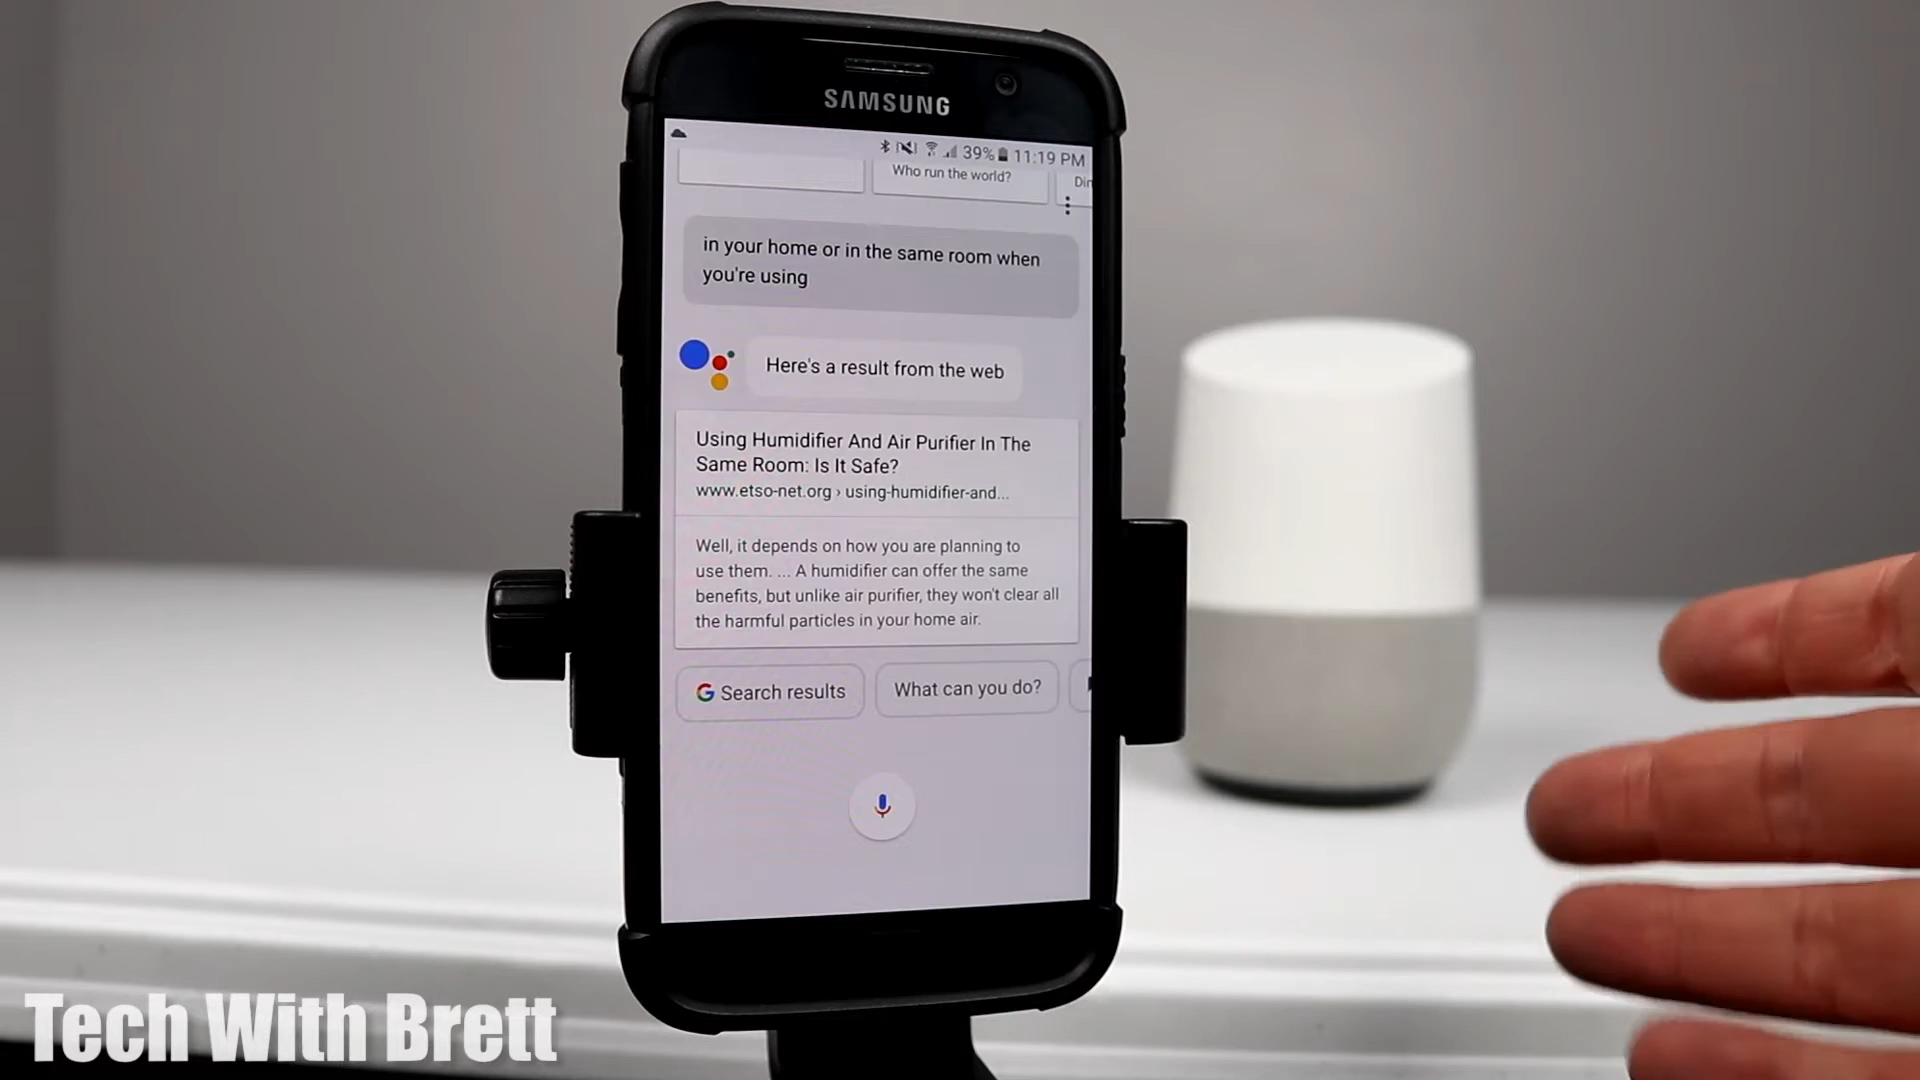 SAMSUNG
39% 11:19 PM
Who run the world?
Din
in your home or in the same room when
you're using
Here's a result from the web
Using Humidifier And Air Purifier In The
Same Room: Is It Safe?
www.etso-net.org › using-humidifier-and...
Well, it depends on how you are planning to
use them. ... A humidifier can offer the same
benefits, but unlike air purifier, they won't clear all
the harmful particles in your home air.
Search results
What can you do?
Tech With Brett